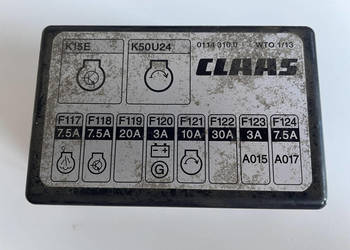 K15E K50U24 0114 310.0 WTO 1/13
CLAAS
F117 F118 F119 F120 F121 F122 F123 F124
7.5A 7.5A 20A 3A 10A 30A 3A 7.5A
G A015 A017